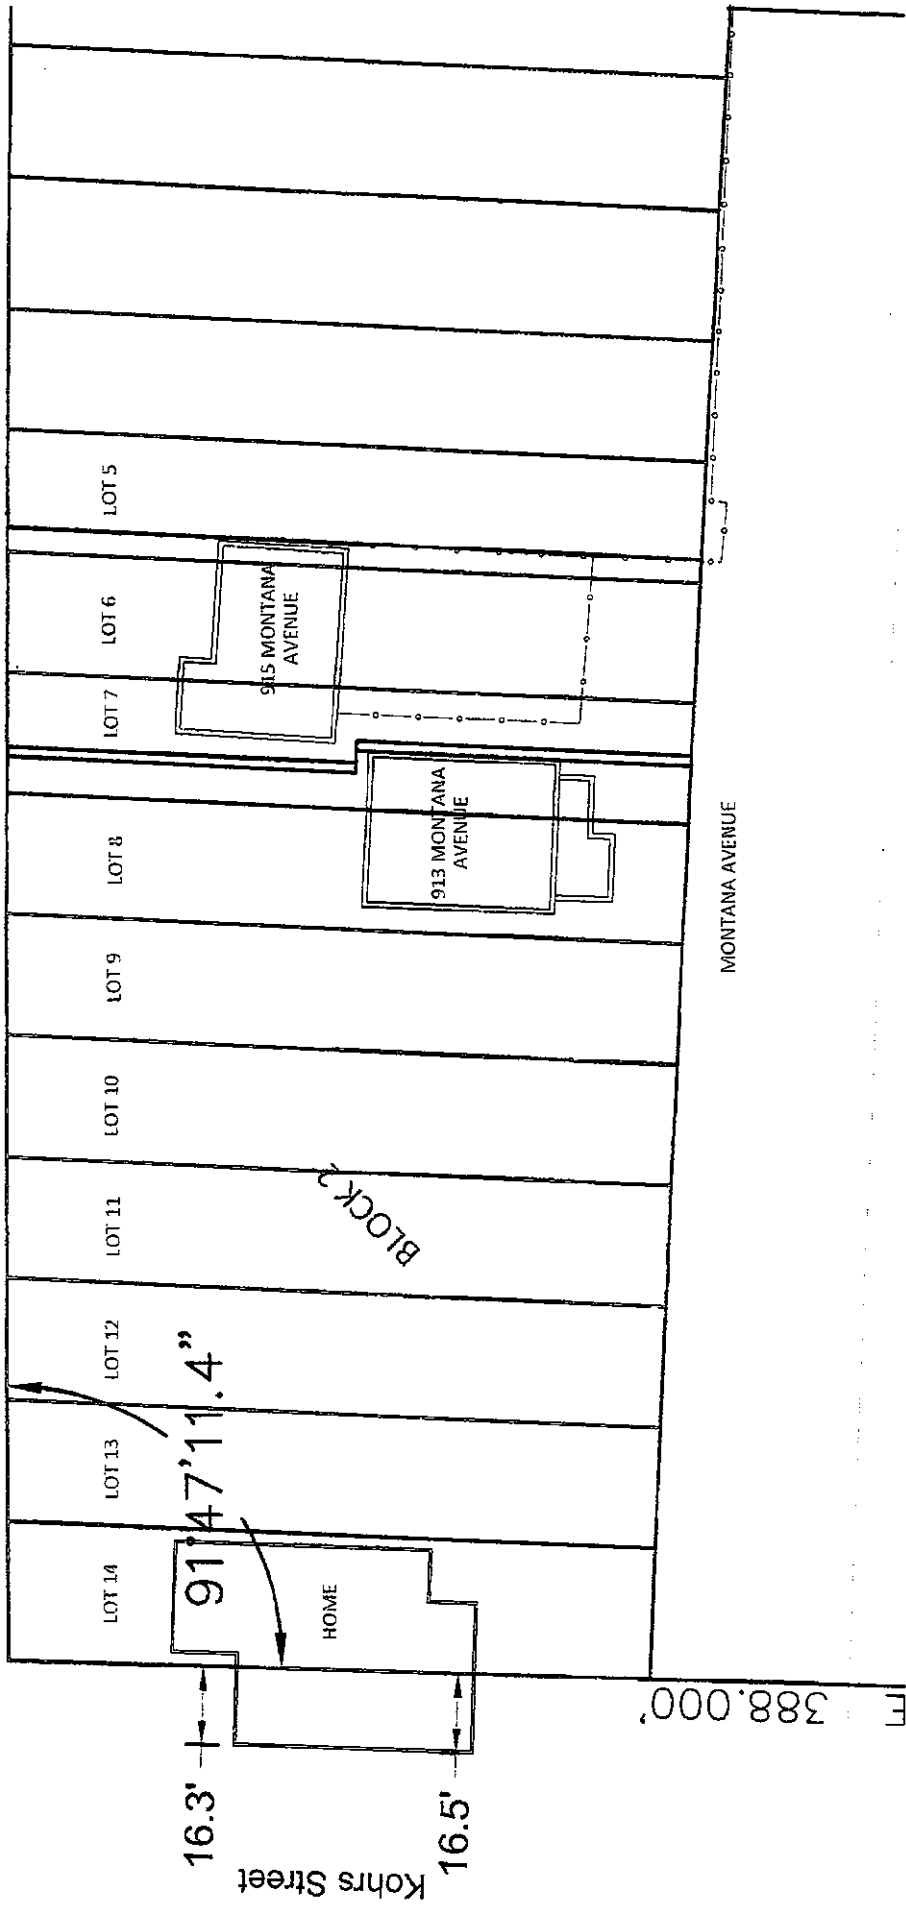 LOT 5
LOT 6
915 MONTANA
AVENUE
LOT 7
913 MONTANA
AVENUE
LOT 8
MONTANA AVENUE
LOT 9
LOT 10
LOT 11
BLOCK 2
LOT 12
91°47'11.4"
LOT 13
LOT 14
HOME
388.000'
16.3'
16.5'
Kohrs Street